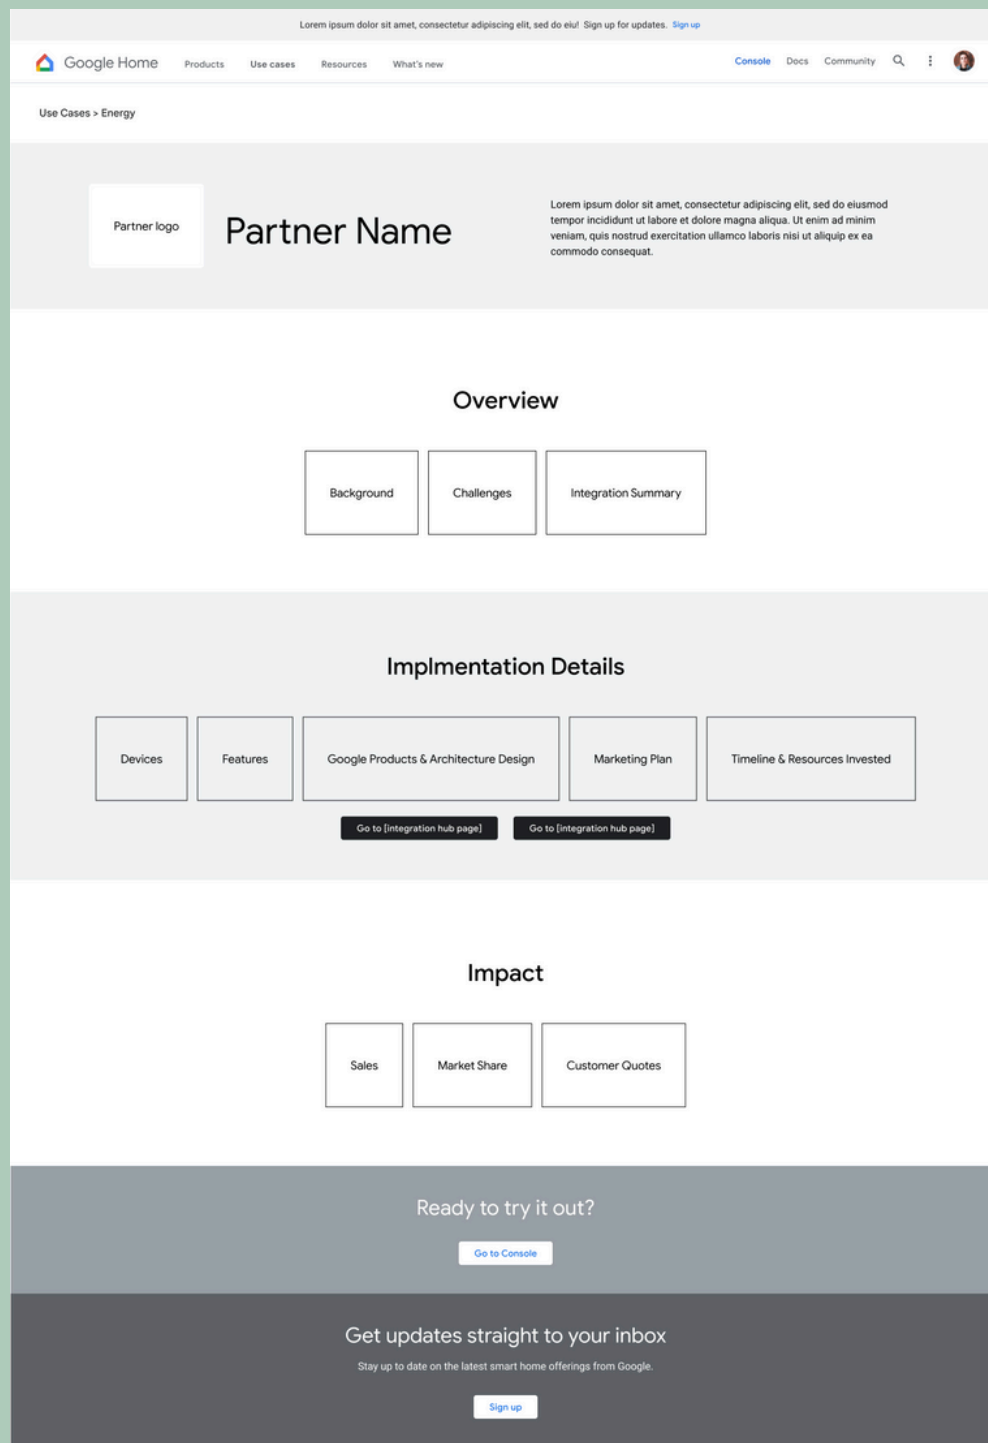 Lorem ipsum dolor sit amet, consectetur adipiscing elit, sed do eiu! Sign up for updates. Sign up
Google Home Products Use cases Resources What's new Console Docs Community
Use Cases > Energy
Partner logo
Partner Name
Lorem ipsum dolor sit amet, consectetur adipiscing elit, sed do eiusmod
tempor incididunt ut labore et dolore magna aliqua. Ut enim ad minim
veniam, quis nostrud exercitation ullamco laboris nisi ut aliquip ex ea
commodo consequat.
Overview
Background Challenges Integration Summary
Implmentation Details
Devices Features Google Products & Architecture Design Marketing Plan Timeline & Resources Invested
Go to [integration hub page] Go to [integration hub page]
Impact
Sales Market Share Customer Quotes
Ready to try it out?
Go to Console
Get updates straight to your inbox
Stay up to date on the latest smart home offerings from Google.
Sign up